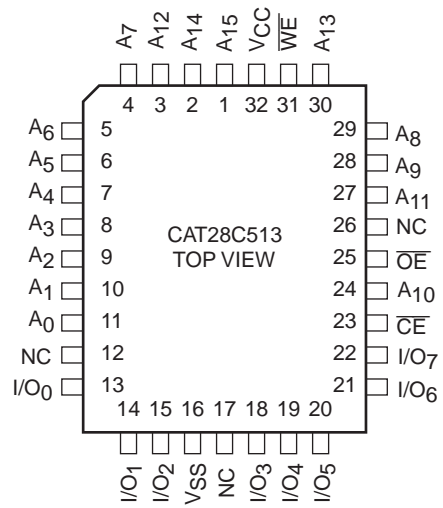 A7 A12 A14 A15 VCC W̅E̅ A13
4 3 2 1 32 31 30
A6 5 29 A8
A5 6 28 A9
A4 7 27 A11
A3 8 26 NC
CAT28C513
TOP VIEW
A2 9 25 O̅E̅
A1 10 24 A10
A0 11 23 C̅E̅
NC 12 22 I/O7
I/O0 13 21 I/O6
14 15 16 17 18 19 20
I/O1 I/O2 VSS NC I/O3 I/O4 I/O5